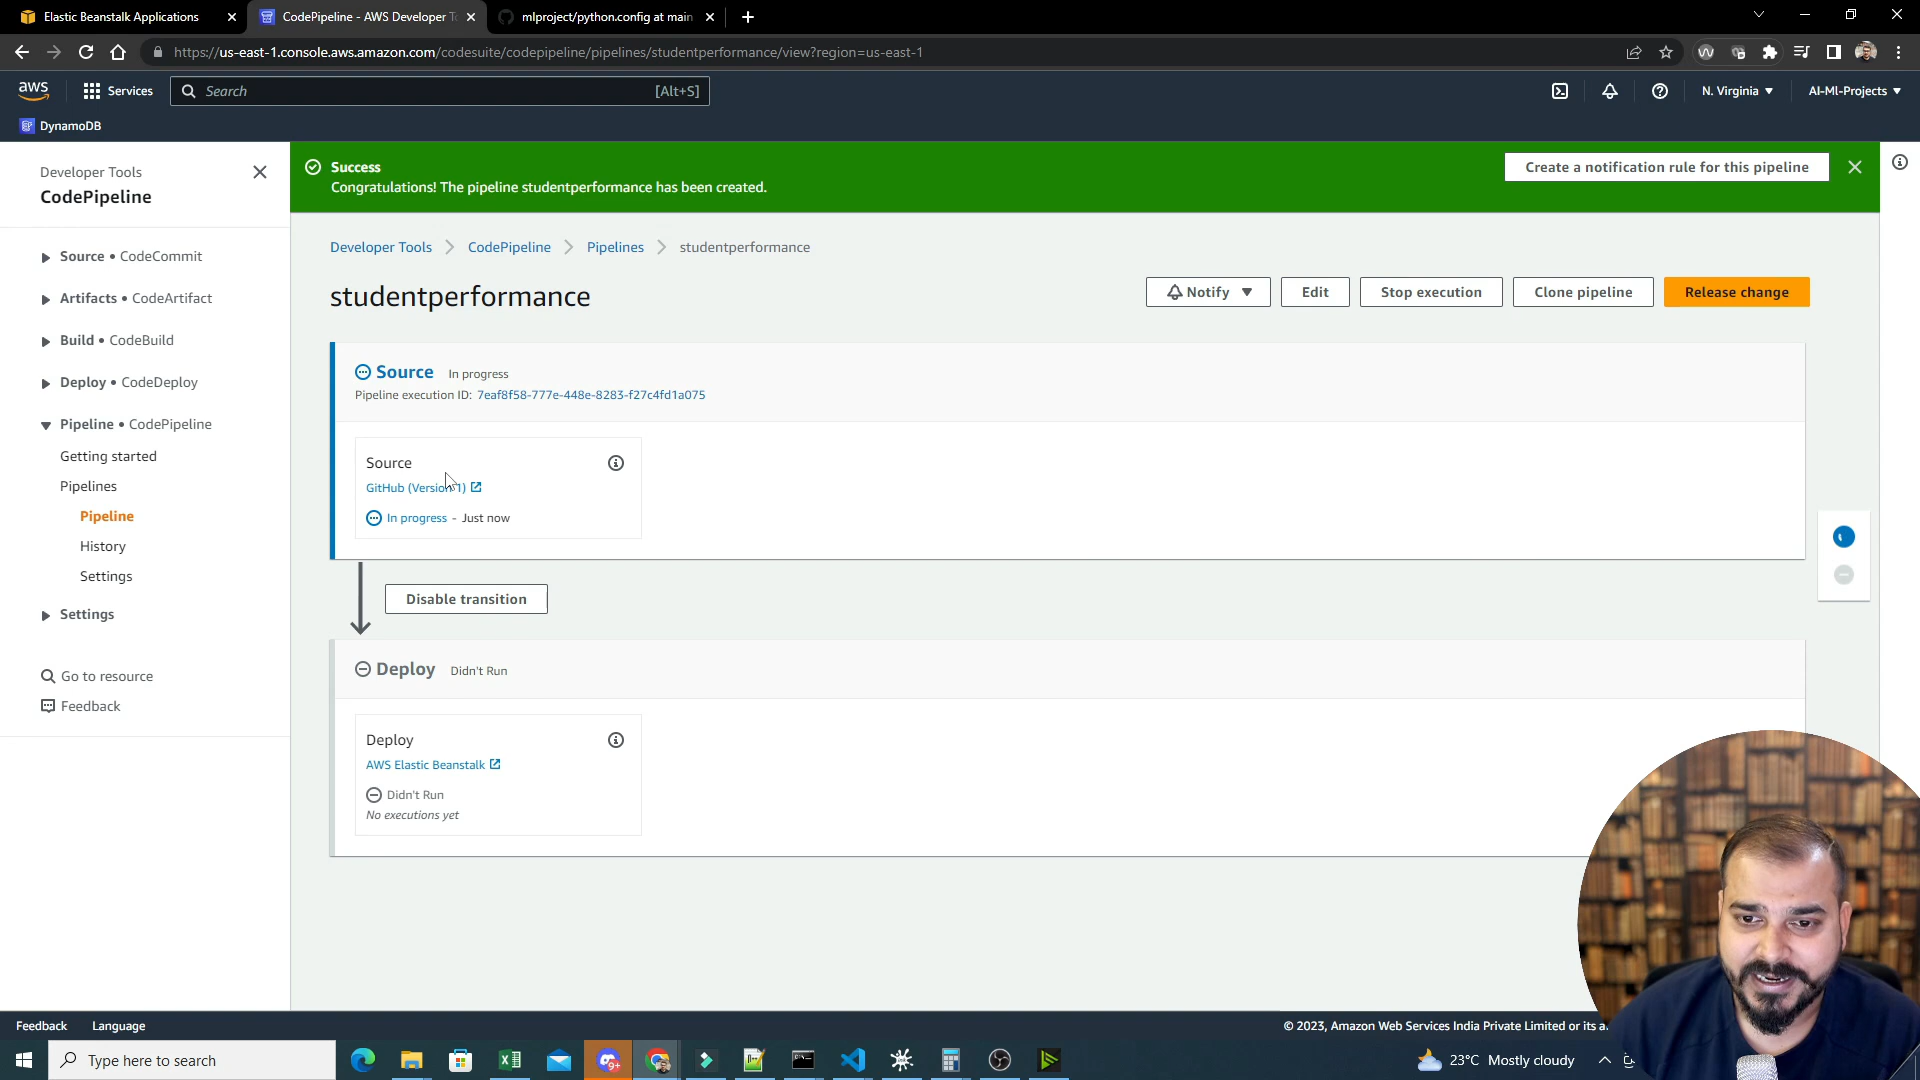 Elastic Beanstalk Applications
CodePipeline - AWS Developer To
mlproject/python.config at main
https://us-east-1.console.aws.amazon.com/codesuite/codepipeline/pipelines/studentperformance/view?region=us-east-1
aws
Services
Search
[Alt+S]
N. Virginia
AI-Ml-Projects
DynamoDB
Developer Tools
CodePipeline
Source • CodeCommit
Artifacts • CodeArtifact
Build • CodeBuild
Deploy • CodeDeploy
Pipeline • CodePipeline
Getting started
Pipelines
Pipeline
History
Settings
Settings
Go to resource
Feedback
Success
Congratulations! The pipeline studentperformance has been created.
Create a notification rule for this pipeline
Developer Tools
CodePipeline
Pipelines
studentperformance
studentperformance
Notify
Edit
Stop execution
Clone pipeline
Release change
Source In progress
Pipeline execution ID: 7eaf8f58-777e-448e-8283-f27c4fd1a075
Source
GitHub (Version 1)
In progress - Just now
Disable transition
Deploy Didn't Run
Deploy
AWS Elastic Beanstalk
Didn't Run
No executions yet
Feedback
Language
© 2023, Amazon Web Services India Private Limited or its a
Type here to search
9+
23°C Mostly cloudy